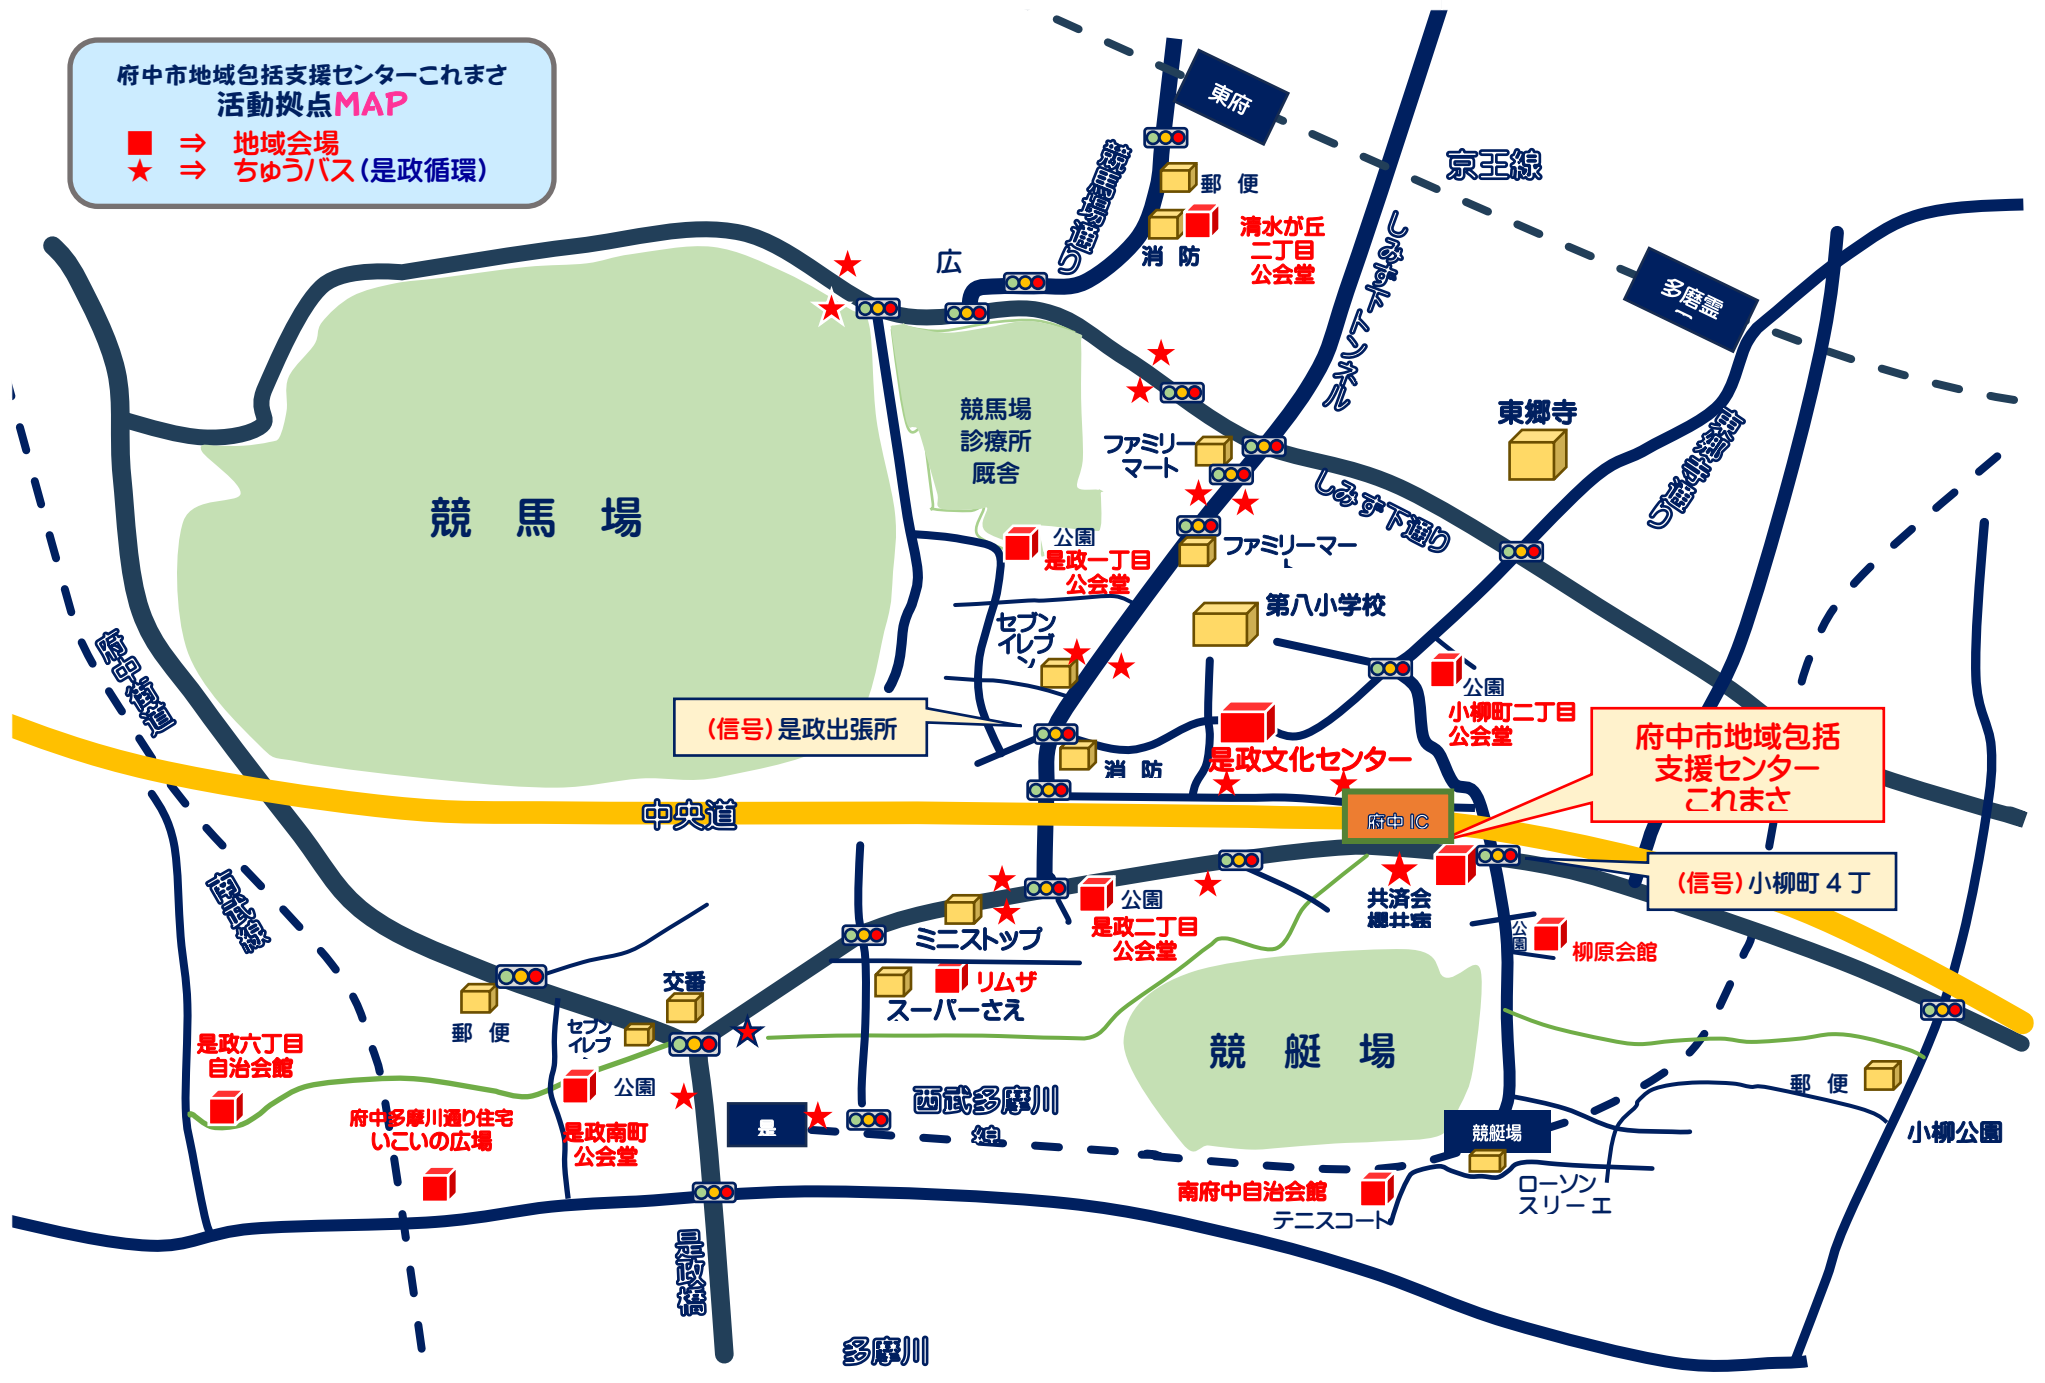 府中市地域包括支援センターこれまさ
活動拠点MAP
■ ⇒ 地域会場
★ ⇒ ちゅうバス(是政循環)
東府
京王線
競馬場通り
郵 便
清水が丘
二丁目
公会堂
消 防
広
しみず下トンネル
多磨霊
東郷寺
東郷寺通り
競馬場
診療所
厩舎
ファミリー
マート
しみず下通り
競 馬 場
公園
是政一丁目
公会堂
ファミリーマー
第八小学校
セブン
イレブ
府中街道
公園
小柳町二丁目
公会堂
(信号)是政出張所
消 防
是政文化センター
府中市地域包括
支援センター
これまさ
中央道
府中 IC
(信号)小柳町 4 丁
南武線
公園
是政二丁目
公会堂
共済会
櫻井病
公園
柳原会館
ミニストップ
交番
リムザ
スーパーさえ
郵 便
セブン
イレブ
是政六丁目
自治会館
公園
競 艇 場
郵 便
府中多摩川通り住宅
いこいの広場
是政南町
公会堂
是
西武多摩川
線
競艇場
小柳公園
南府中自治会館
テニスコート
ローソン
スリーエ
是政橋
多摩川